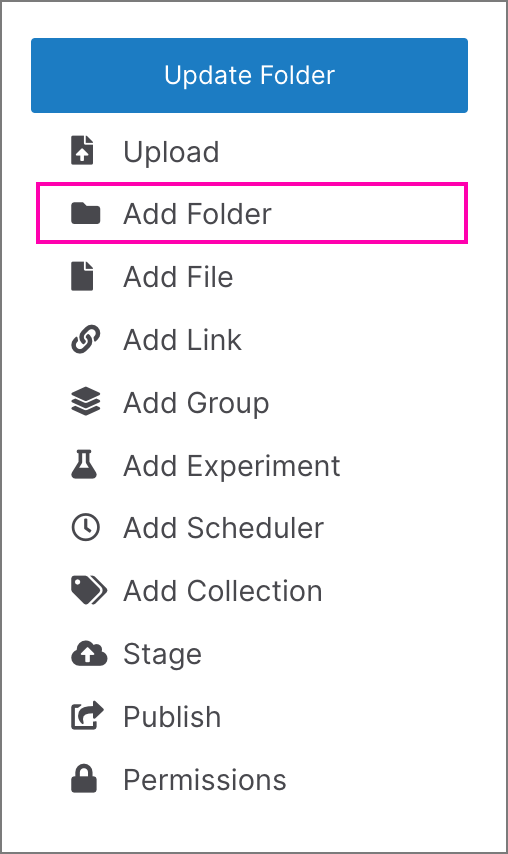 Update Folder
Upload
Add Folder
Add File
Add Link
Add Group
Add Experiment
Add Scheduler
Add Collection
Stage
Publish
Permissions